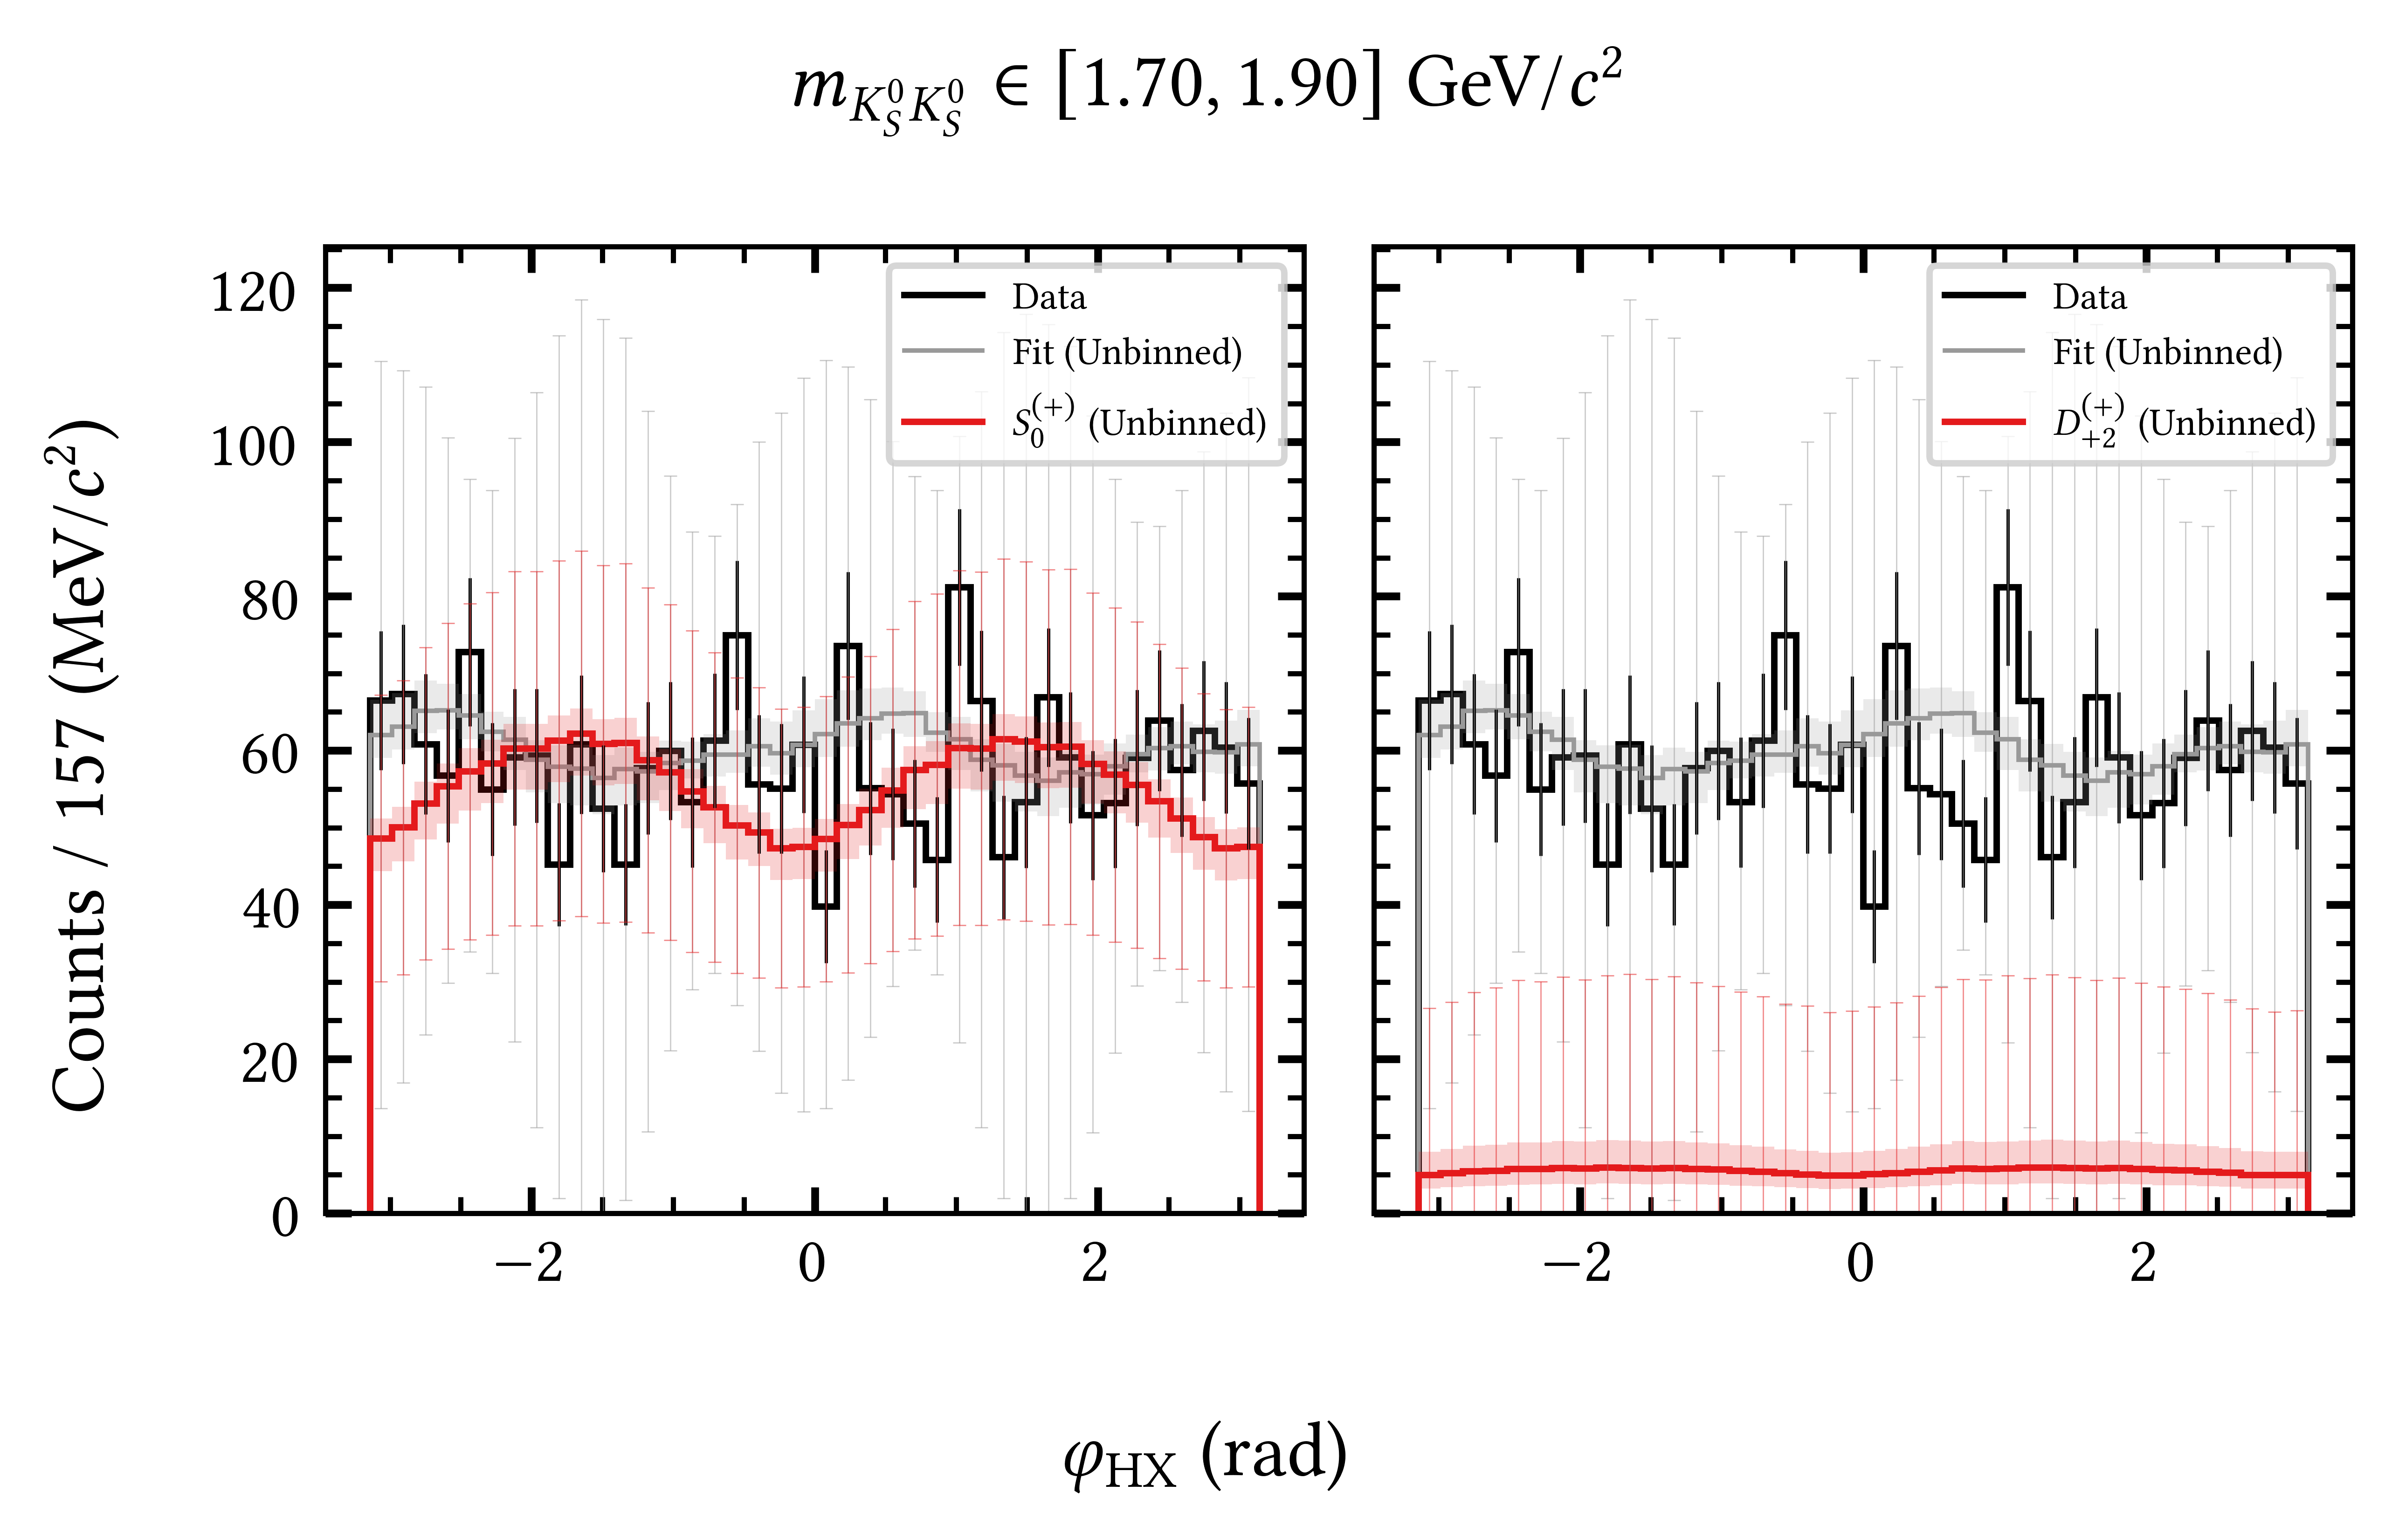 m_{K_S^0 K_S^0} ∈ [1.70, 1.90] GeV/c²
Counts / 157 (MeV/c²)
120
100
80
60
40
20
0
Data
Fit (Unbinned)
S_0^{(+)} (Unbinned)
−2
0
2
Data
Fit (Unbinned)
D_{+2}^{(+)} (Unbinned)
−2
0
2
φ_{HX} (rad)